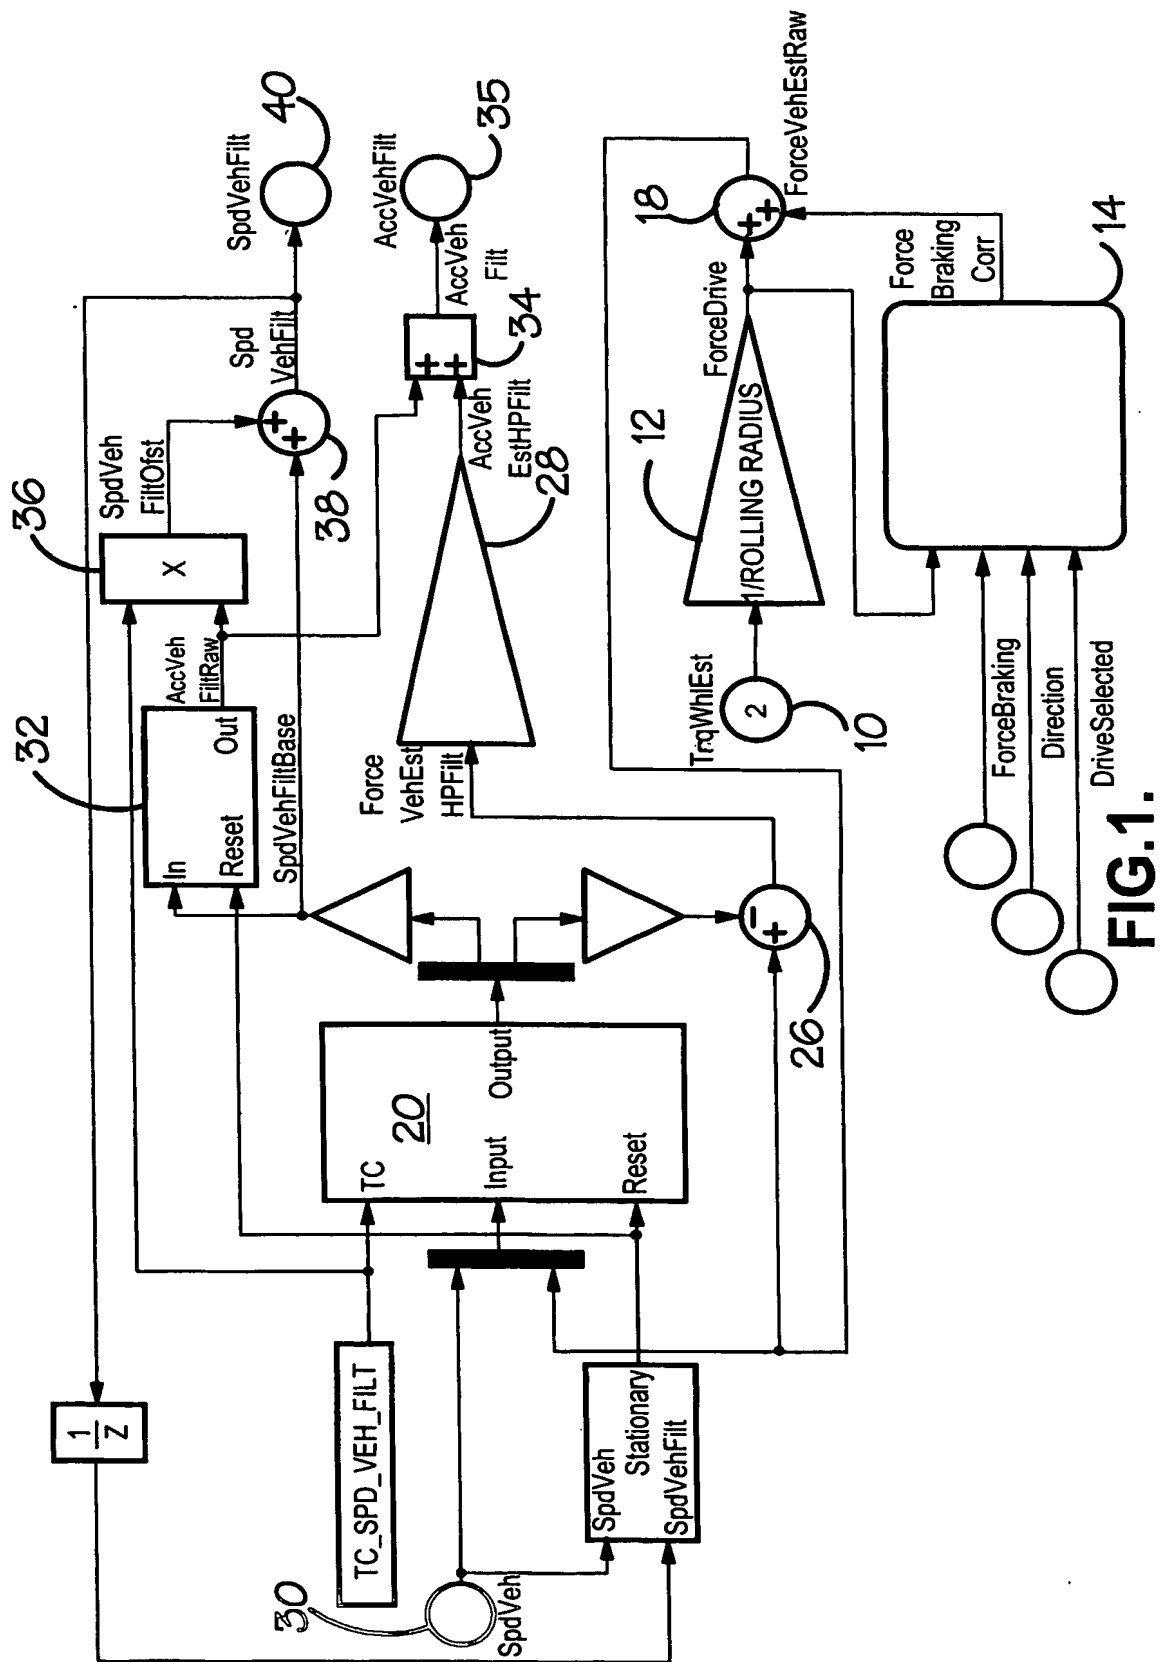 40
SpdVehFilt
35
AccVehFilt
AccVeh
Filt
34
+
+
Spd
VehFilt
+
+
38
SpdVeh
FiltOfst
36
X
AccVeh
FiltRaw
32
In
Out
Reset
SpdVehFiltBase
AccVeh
EstHPFilt
28
Force
VehEst
HPFilt
18
+
+
ForceVehEstRaw
ForceDrive
12
1/ROLLING RADIUS
TrqWhlEst
2
10
Force
Braking
Corr
14
ForceBraking
Direction
DriveSelected
−
+
26
20
TC
Input
Output
Reset
1
Z
TC_SPD_VEH_FILT
30
SpdVeh
SpdVeh
Stationary
SpdVehFilt
FIG.1.